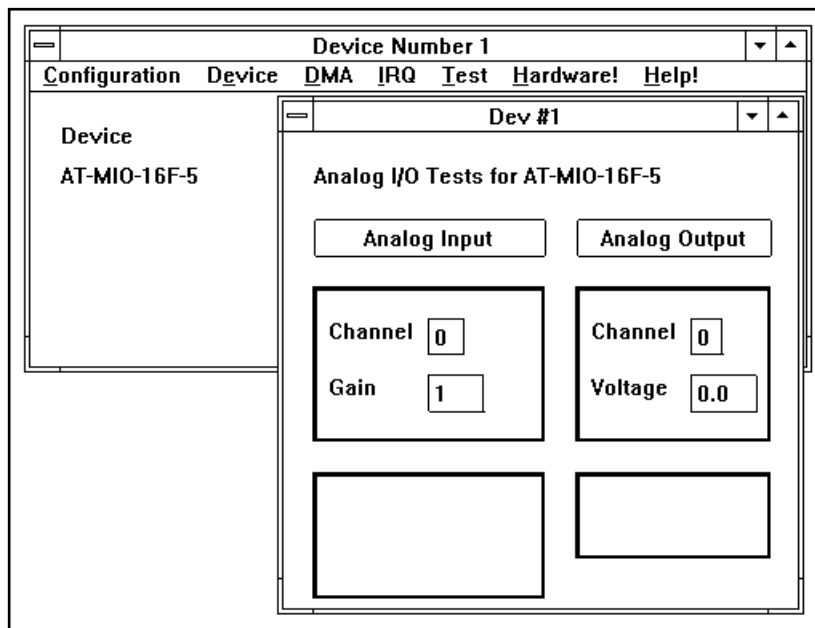 Device Number 1
Configuration Device DMA IRQ Test Hardware! Help!
Device
AT-MIO-16F-5
Dev #1
Analog I/O Tests for AT-MIO-16F-5
Analog Input Analog Output
Channel 0 Channel 0
Gain 1 Voltage 0.0